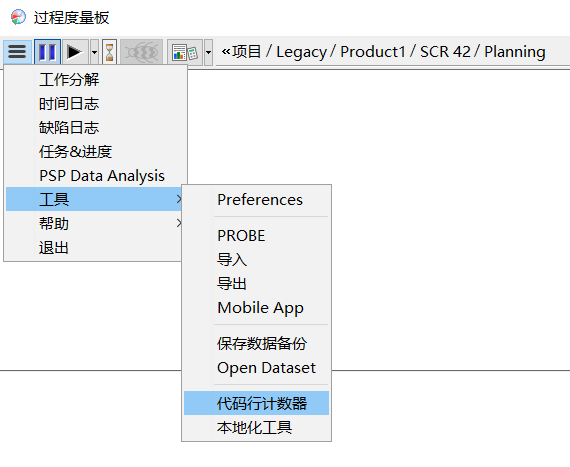 过程度量板
«项目 / Legacy / Product1 / SCR 42 / Planning
工作分解
时间日志
缺陷日志
任务&进度
PSP Data Analysis
工具
帮助
退出
Preferences
PROBE
导入
导出
Mobile App
保存数据备份
Open Dataset
代码行计数器
本地化工具